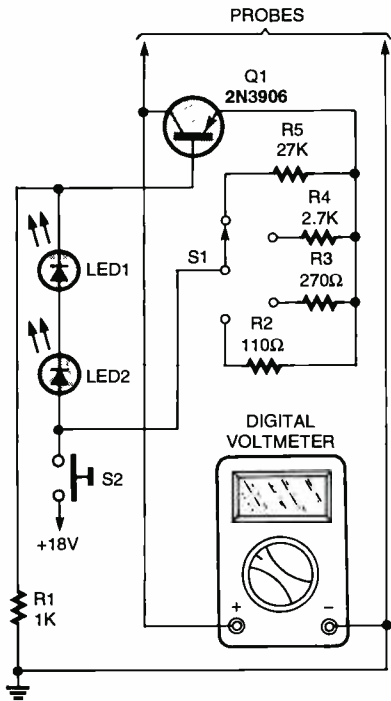 PROBES
Q1
2N3906
R5
27K
R4
2.7K
S1
R3
270Ω
R2
110Ω
LED1
LED2
S2
+18V
R1
1K
DIGITAL
VOLTMETER
+
−